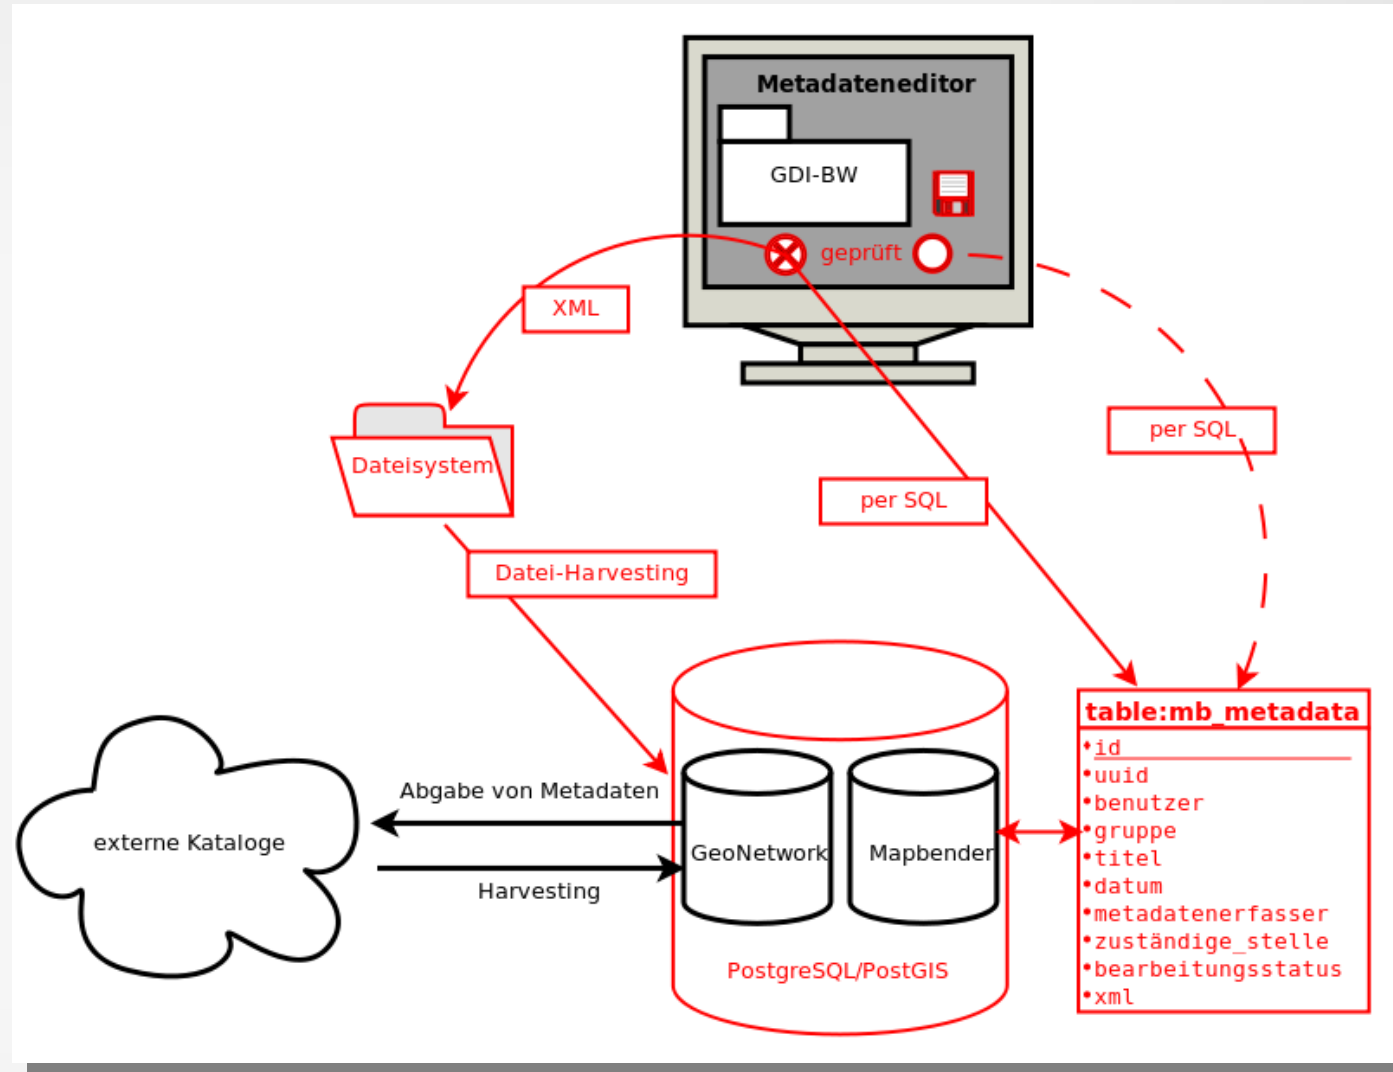 Metadateneditor
GDI-BW
geprüft
XML
per SQL
Dateisystem
per SQL
Datei-Harvesting
table:mb_metadata
id
uuid
benutzer
gruppe
titel
datum
metadatenerfasser
zuständige_stelle
bearbeitungsstatus
xml
Abgabe von Metadaten
externe Kataloge
GeoNetwork
Mapbender
Harvesting
PostgreSQL/PostGIS